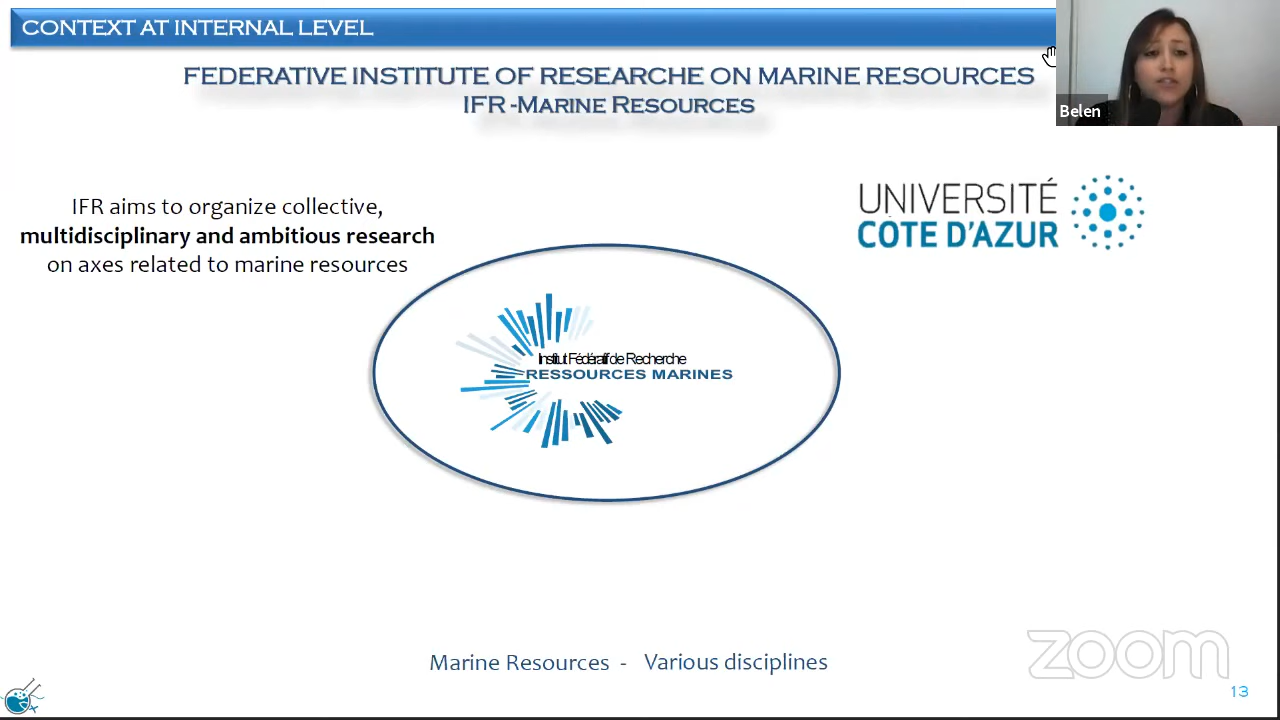 CONTEXT AT INTERNAL LEVEL
FEDERATIVE INSTITUTE OF RESEARCHE ON MARINE RESOURCES
IFR -MARINE RESOURCES
Belen
IFR aims to organize collective,
multidisciplinary and ambitious research
on axes related to marine resources
UNIVERSITÉ
CÔTE D'AZUR
Institut Fédératif de Recherche
RESSOURCES MARINES
Marine Resources - Various disciplines
zoom
13